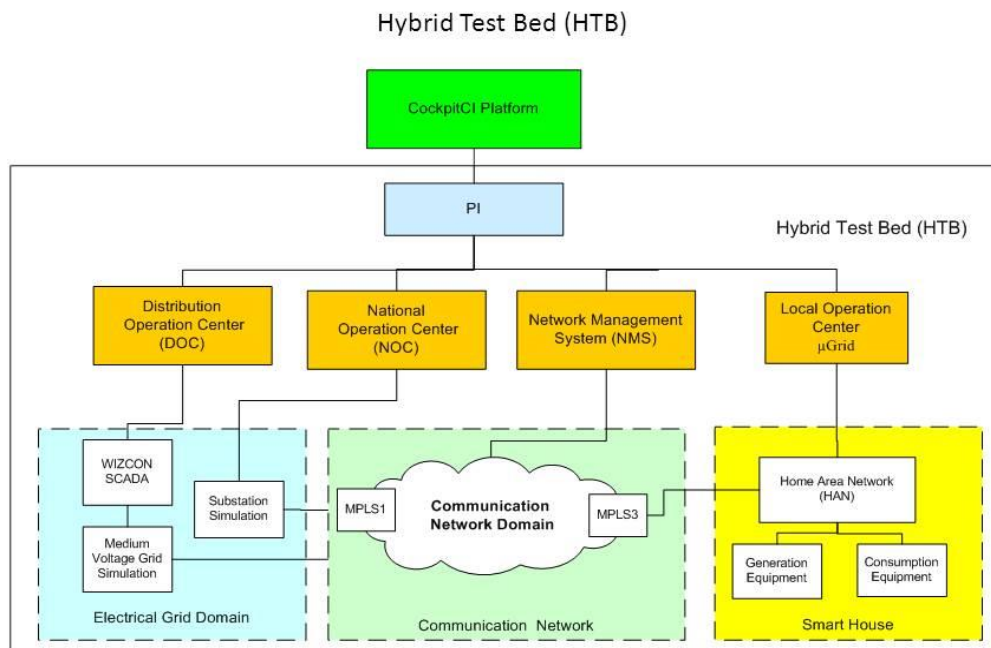 Hybrid Test Bed (HTB)
CockpitCI Platform
PI
Hybrid Test Bed (HTB)
Distribution
Operation Center
(DOC)
National
Operation Center
(NOC)
Network Management
System (NMS)
Local Operation
Center
μGrid
WIZCON
SCADA
Substation
Simulation
Medium
Voltage Grid
Simulation
Electrical Grid Domain
MPLS1
Communication
Network Domain
MPLS3
Communication Network
Home Area Network
(HAN)
Generation
Equipment
Consumption
Equipment
Smart House